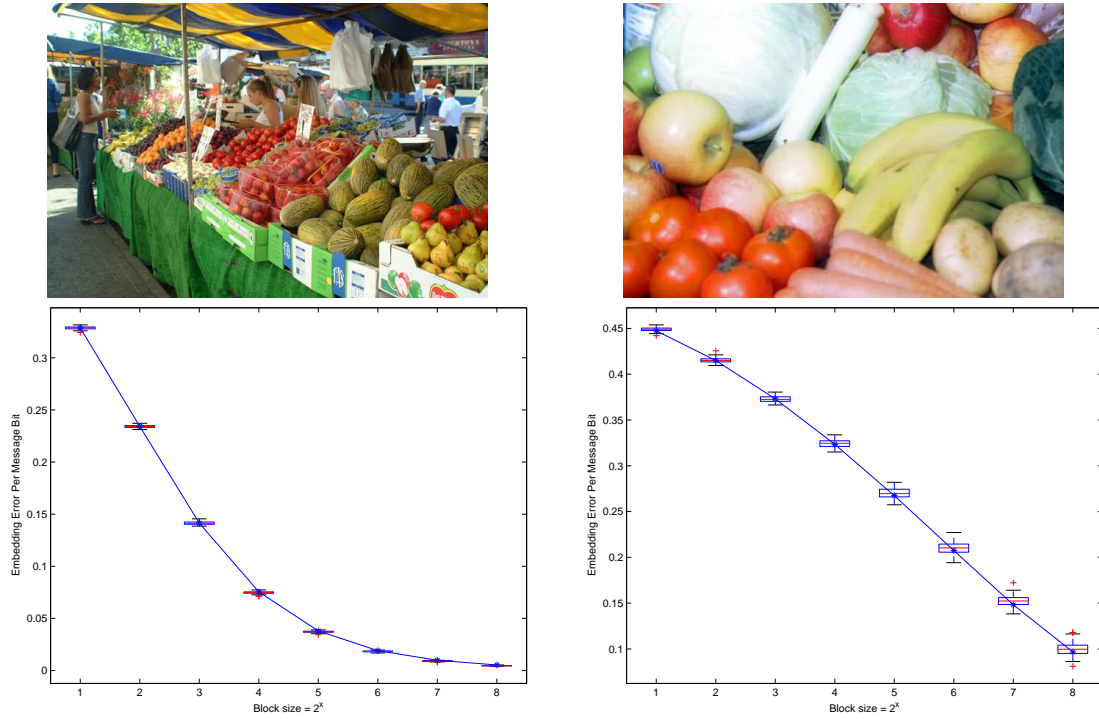 Embedding Error Per Message Bit
0.3
0.25
0.2
0.15
0.1
0.05
0
1 2 3 4 5 6 7 8
Block size = 2^x
Embedding Error Per Message Bit
0.45
0.4
0.35
0.3
0.25
0.2
0.15
0.1
1 2 3 4 5 6 7 8
Block size = 2^x